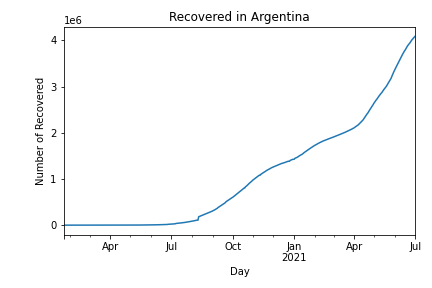 Recovered in Argentina
1e6
4
3
2
1
0
Number of Recovered
Apr
Jul
Oct
Jan
2021
Apr
Jul
Day